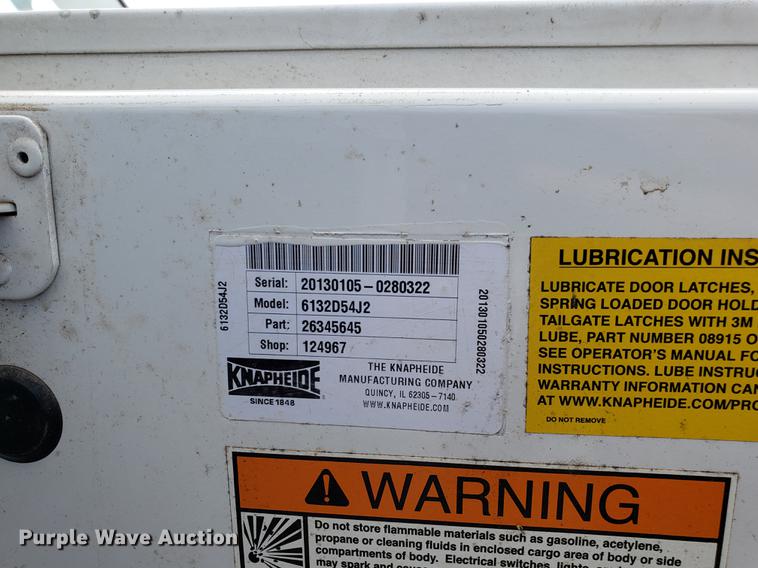 6132D54J2
Serial: 20130105-0280322
Model: 6132D54J2
Part: 26345645
Shop: 124967
201301050280322
KNAPHEIDE
SINCE 1848
THE KNAPHEIDE
MANUFACTURING COMPANY
QUINCY, IL 62305-7140
WWW.KNAPHEIDE.COM
LUBRICATION INS
LUBRICATE DOOR LATCHES,
SPRING LOADED DOOR HOLD
TAILGATE LATCHES WITH 3M
LUBE, PART NUMBER 08915 O
SEE OPERATOR'S MANUAL FO
INSTRUCTIONS. LUBE INSTRUC
WARRANTY INFORMATION CAN
AT WWW.KNAPHEIDE.COM/PRO
DO NOT REMOVE
WARNING
Do not store flammable materials such as gasoline, acetylene,
propane or cleaning fluids in enclosed cargo area of body or side
compartments of body. Electrical switches, lights,
may spark and
Purple Wave Auction